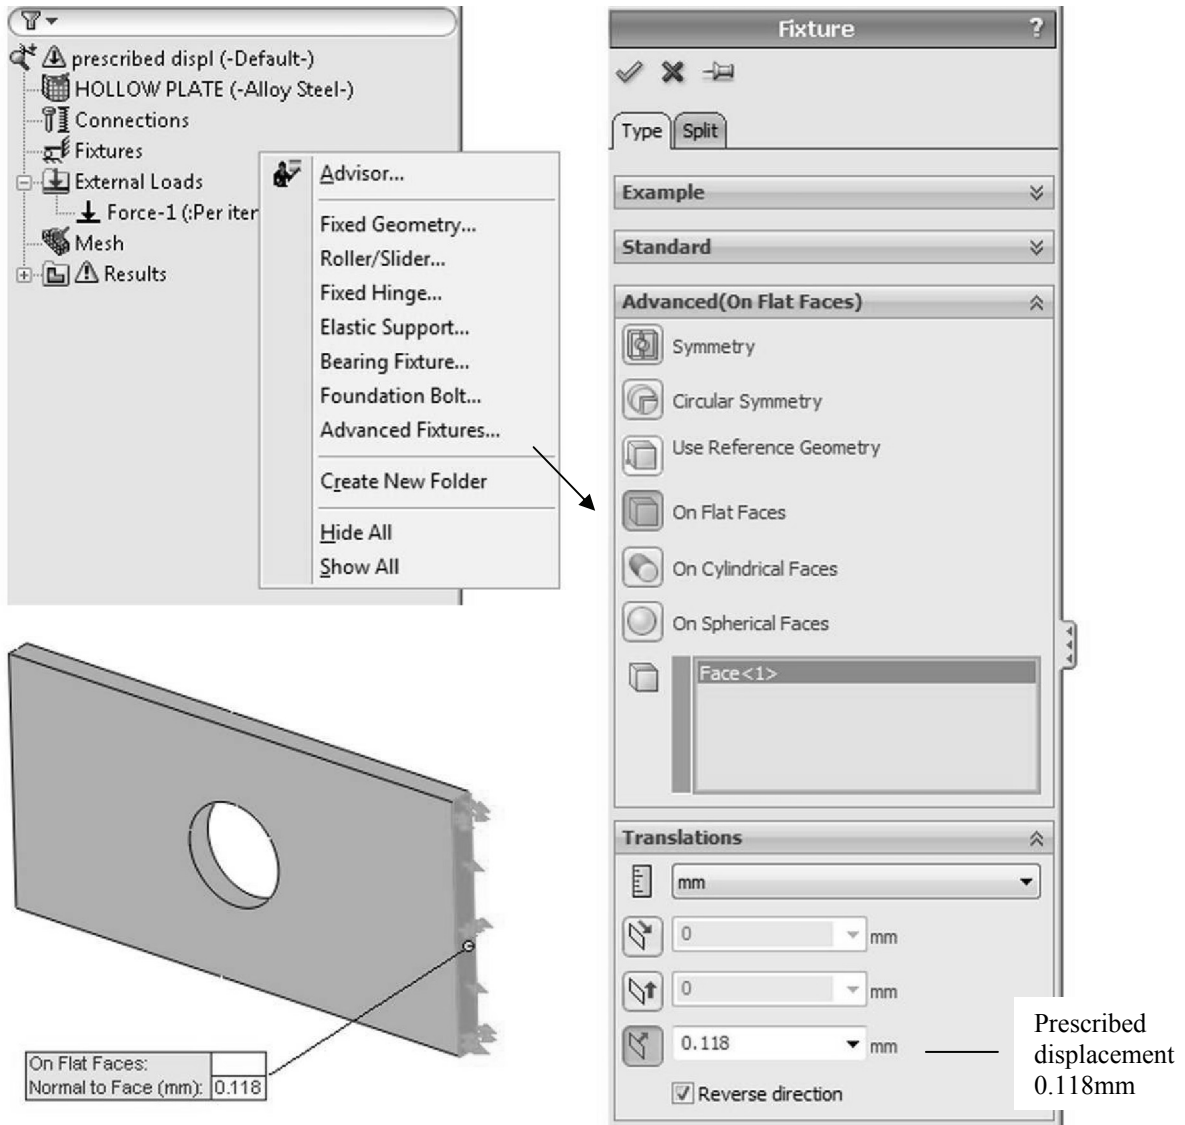 prescribed displ (-Default-)
HOLLOW PLATE (-Alloy Steel-)
Connections
Fixtures
External Loads
Force-1 (:Per iter
Mesh
Results
Advisor...
Fixed Geometry...
Roller/Slider...
Fixed Hinge...
Elastic Support...
Bearing Fixture...
Foundation Bolt...
Advanced Fixtures...
Create New Folder
Hide All
Show All
On Flat Faces:
Normal to Face (mm): 0.118
Fixture ?
Type Split
Example
Standard
Advanced(On Flat Faces)
Symmetry
Circular Symmetry
Use Reference Geometry
On Flat Faces
On Cylindrical Faces
On Spherical Faces
Face<1>
Translations
mm
0 mm
0 mm
0.118 mm
Reverse direction
Prescribed
displacement
0.118mm